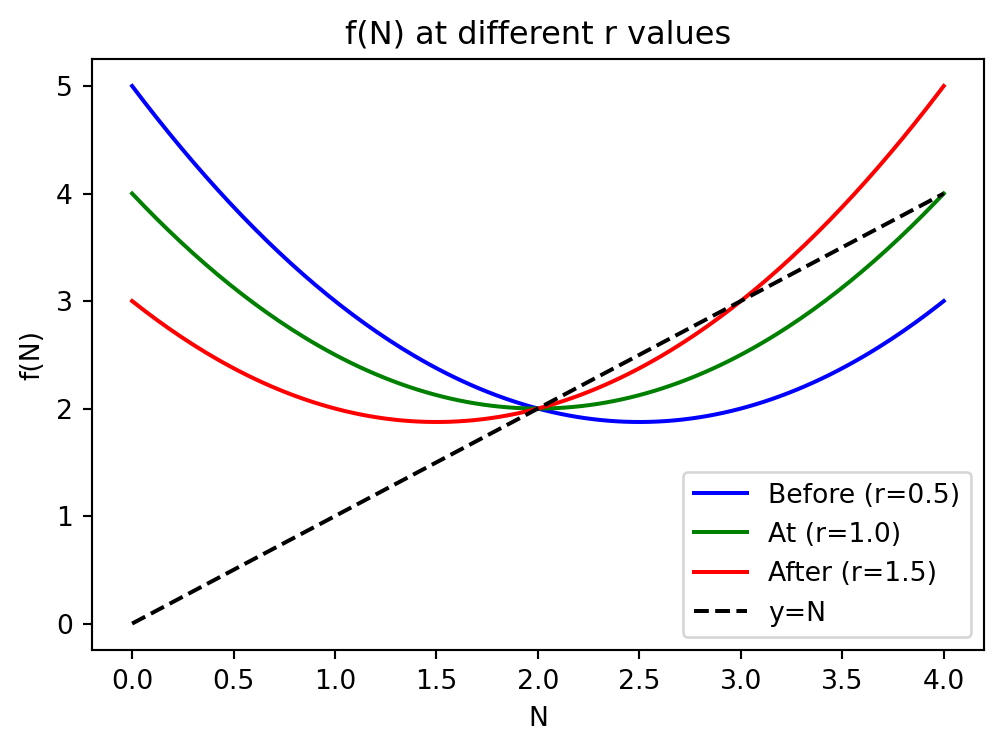 f(N) at different r values
f(N)
5
4
3
2
1
0
Before (r=0.5)
At (r=1.0)
After (r=1.5)
y=N
0.0 0.5 1.0 1.5 2.0 2.5 3.0 3.5 4.0
N